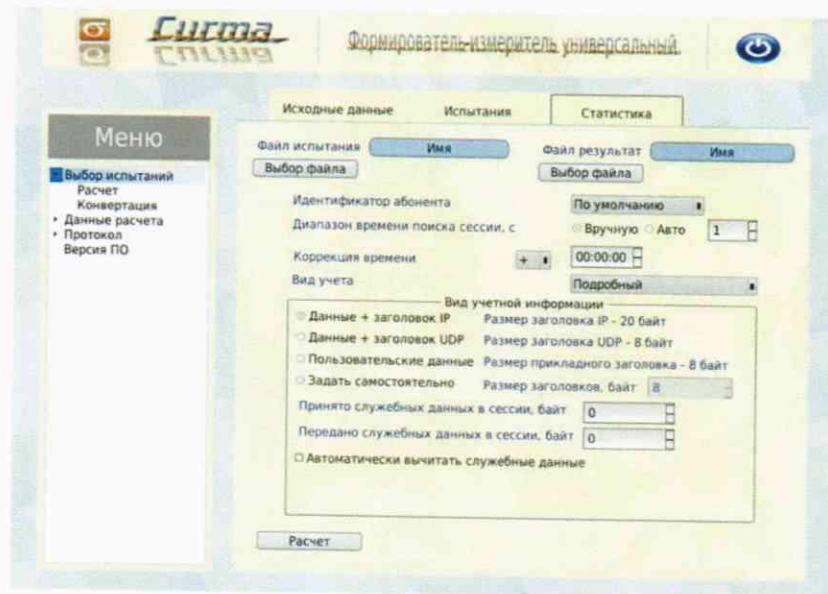 σ Сигма Формирователь-измеритель универсальный.
Меню
Выбор испытаний
Расчет
Конвертация
Данные расчета
Протокол
Версия ПО
Исходные данные Испытания Статистика
Файл испытания Имя Файл результат Имя
Выбор файла Выбор файла
Идентификатор абонента По умолчанию
Диапазон времени поиска сессии, с Вручную Авто 1
Коррекция времени + 00:00:00
Вид учета Подробный
Вид учетной информации
Данные + заголовок IP Размер заголовка IP - 20 байт
Данные + заголовок UDP Размер заголовка UDP - 8 байт
Пользовательские данные Размер прикладного заголовка - 8 байт
Задать самостоятельно Размер заголовков, байт 8
Принято служебных данных в сессии, байт 0
Передано служебных данных в сессии, байт 0
Автоматически вычитать служебные данные
Расчет